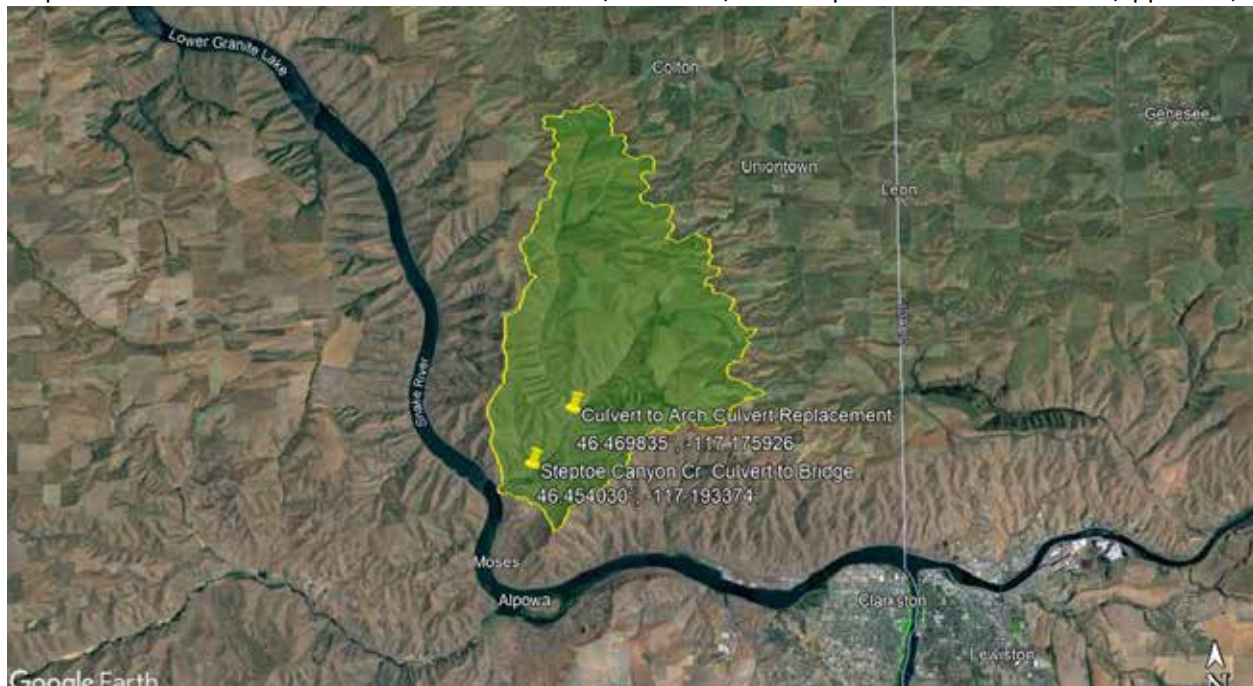 Lower Granite Lake
Colton
Genesee
Uniontown
Leon
Snake River
Culvert to Arch Culvert Replacement
46.469835°, -117.175926°
Steptoe Canyon Cr. Culvert to Bridge
46.454030°, -117.193374°
Moses
Alpowa
Clarkston
Lewiston
N
Google Earth